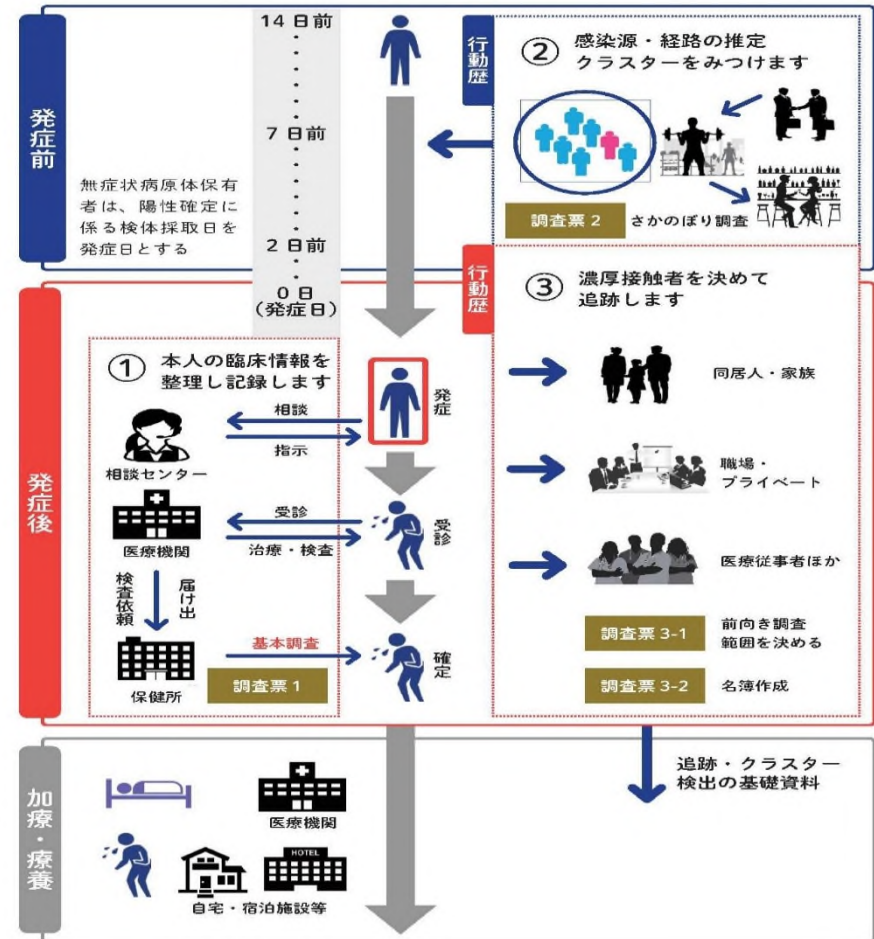 発症前
14日前
7日前
2日前
0日
(発症日)
無症状病原体保有
者は、陽性確定に
係る検体採取日を
発症日とする
行動歴
② 感染源・経路の推定
クラスターをみつけます
調査票 2
さかのぼり調査
発症後
① 本人の臨床情報を
整理し記録します
相談
指示
相談センター
受診
治療・検査
医療機関
検査依頼
届け出
基本調査
保健所
調査票 1
発症
受診
確定
行動歴
③ 濃厚接触者を決めて
追跡します
同居人・家族
職場・
プライベート
医療従事者ほか
調査票 3-1
前向き調査
範囲を決める
調査票 3-2
名簿作成
追跡・クラスター
検出の基礎資料
加療・療養
医療機関
HOTEL
自宅・宿泊施設等